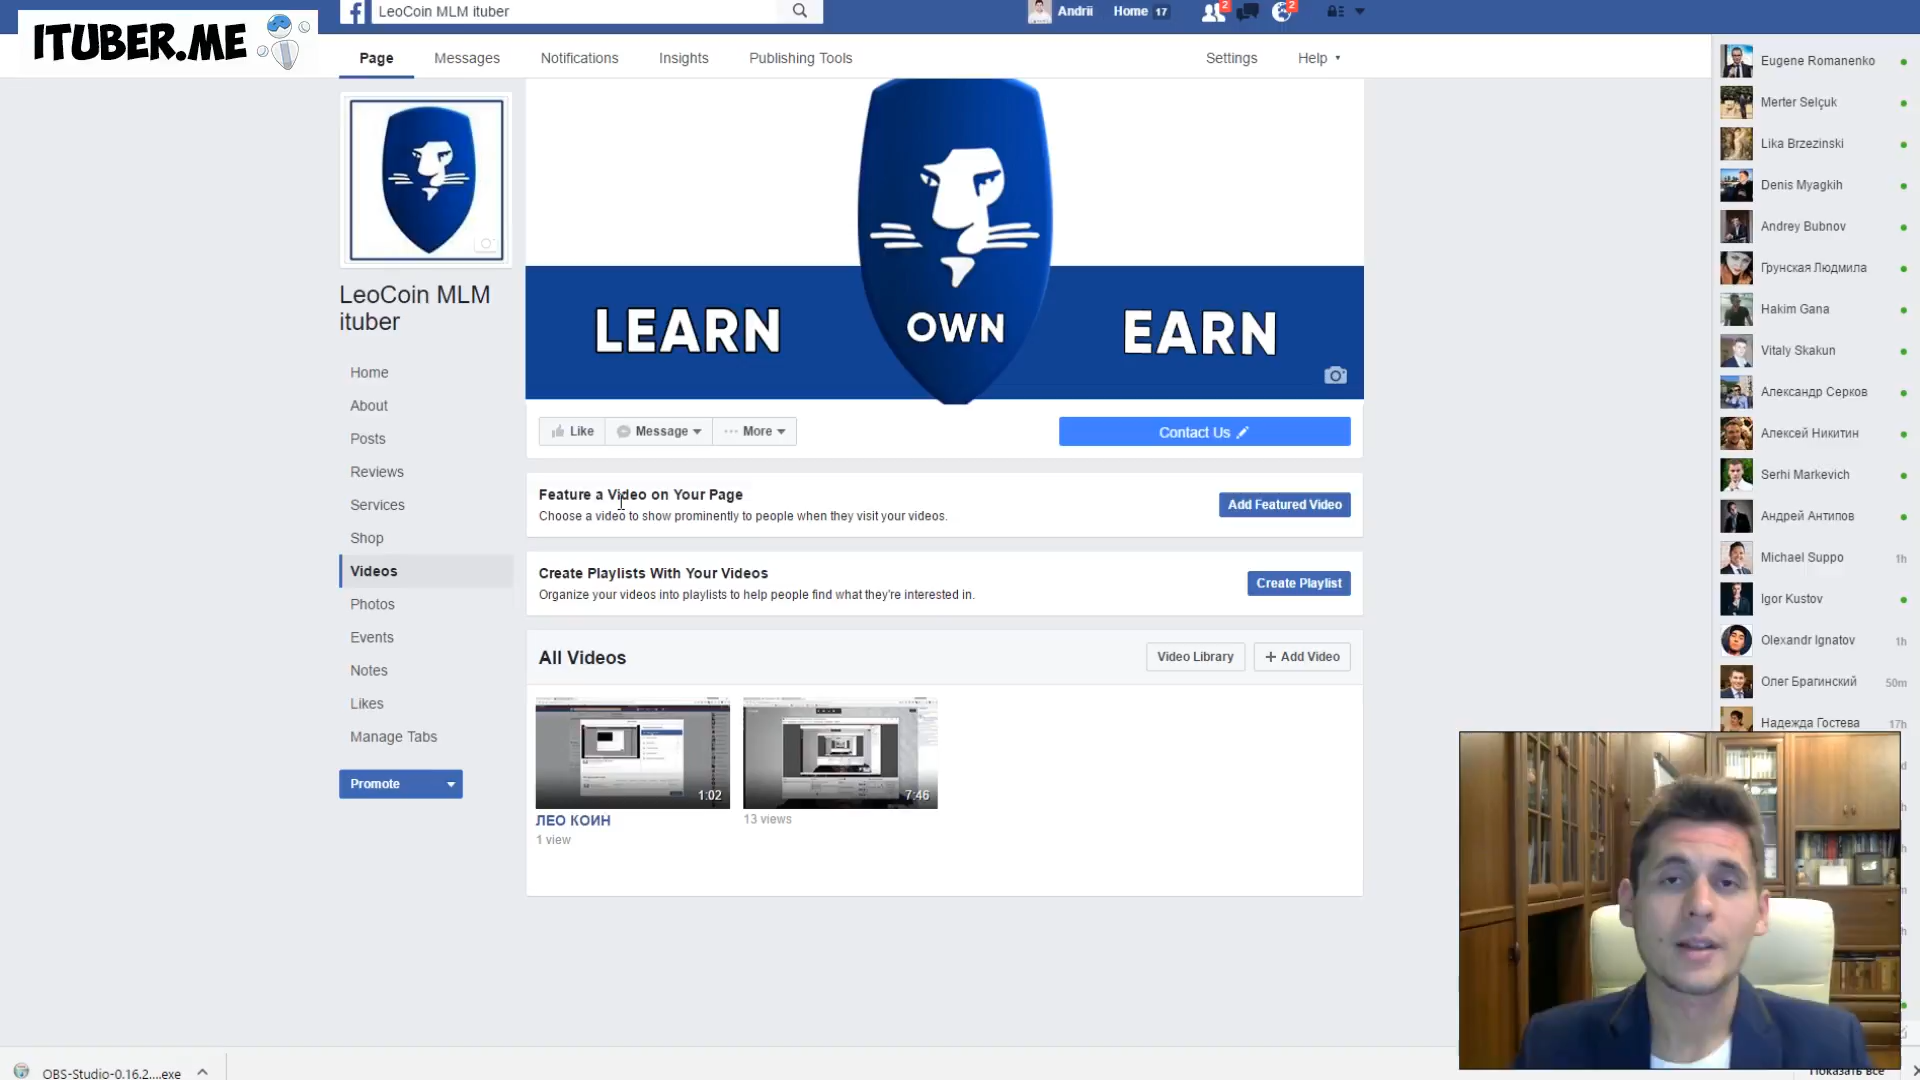 ITUBER.ME
LeoCoin MLM ituber
Andrii
Home 17
2
2
Page
Messages
Notifications
Insights
Publishing Tools
Settings
Help
LEARN
OWN
EARN
LeoCoin MLM
ituber
Home
About
Posts
Reviews
Services
Shop
Videos
Photos
Events
Notes
Likes
Manage Tabs
Promote
Like
Message
More
Contact Us
Feature a Video on Your Page
Choose a video to show prominently to people when they visit your videos.
Add Featured Video
Create Playlists With Your Videos
Organize your videos into playlists to help people find what they're interested in.
Create Playlist
All Videos
Video Library
+ Add Video
1:02
7:46
ЛЕО КОИН
1 view
13 views
Eugene Romanenko
Merter Selçuk
Lika Brzezinski
Denis Myagkih
Andrey Bubnov
Грунская Людмила
Hakim Gana
Vitaly Skakun
Александр Серков
Алексей Никитин
Serhi Markevich
Андрей Антипов
Michael Suppo 1h
Igor Kustov
Olexandr Ignatov 1h
Олег Брагинский 50m
Надежда Гостева 17h
OBS-Studio-0.16.2....exe
Показать все